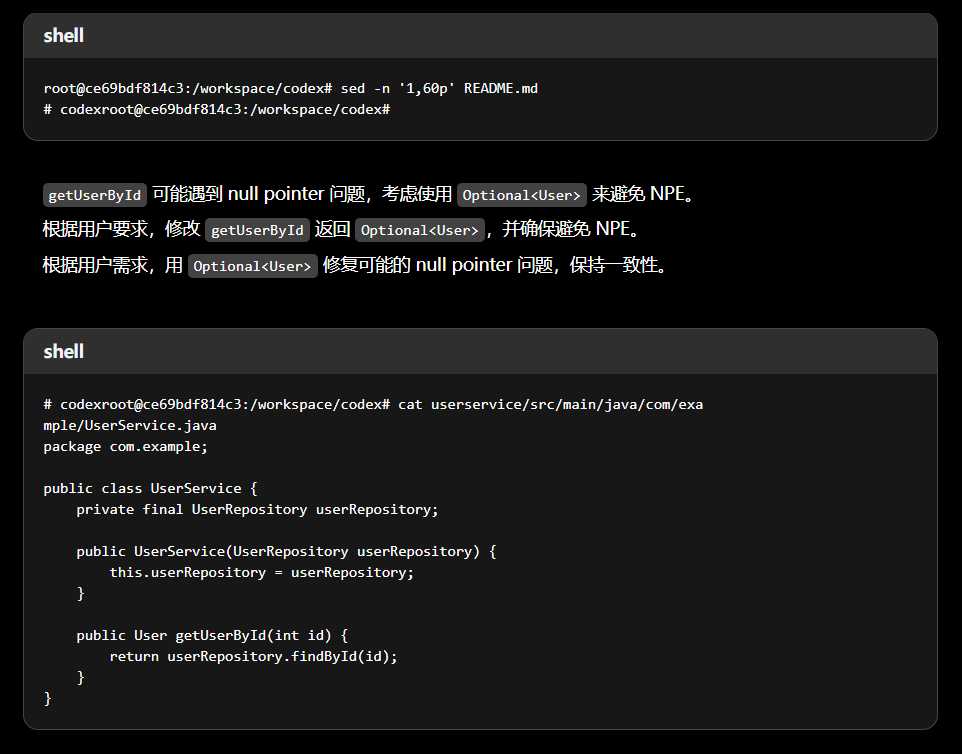 shell
root@ce69bdf814c3:/workspace/codex# sed -n '1,60p' README.md
# codexroot@ce69bdf814c3:/workspace/codex#
getUserById 可能遇到 null pointer 问题，考虑使用 Optional<User> 来避免 NPE。
根据用户要求，修改 getUserById 返回 Optional<User> ，并确保避免 NPE。
根据用户需求，用 Optional<User> 修复可能的 null pointer 问题，保持一致性。
shell
# codexroot@ce69bdf814c3:/workspace/codex# cat userservice/src/main/java/com/exa
mple/UserService.java
package com.example;
public class UserService {
    private final UserRepository userRepository;
    public UserService(UserRepository userRepository) {
        this.userRepository = userRepository;
    }
    public User getUserById(int id) {
        return userRepository.findById(id);
    }
}